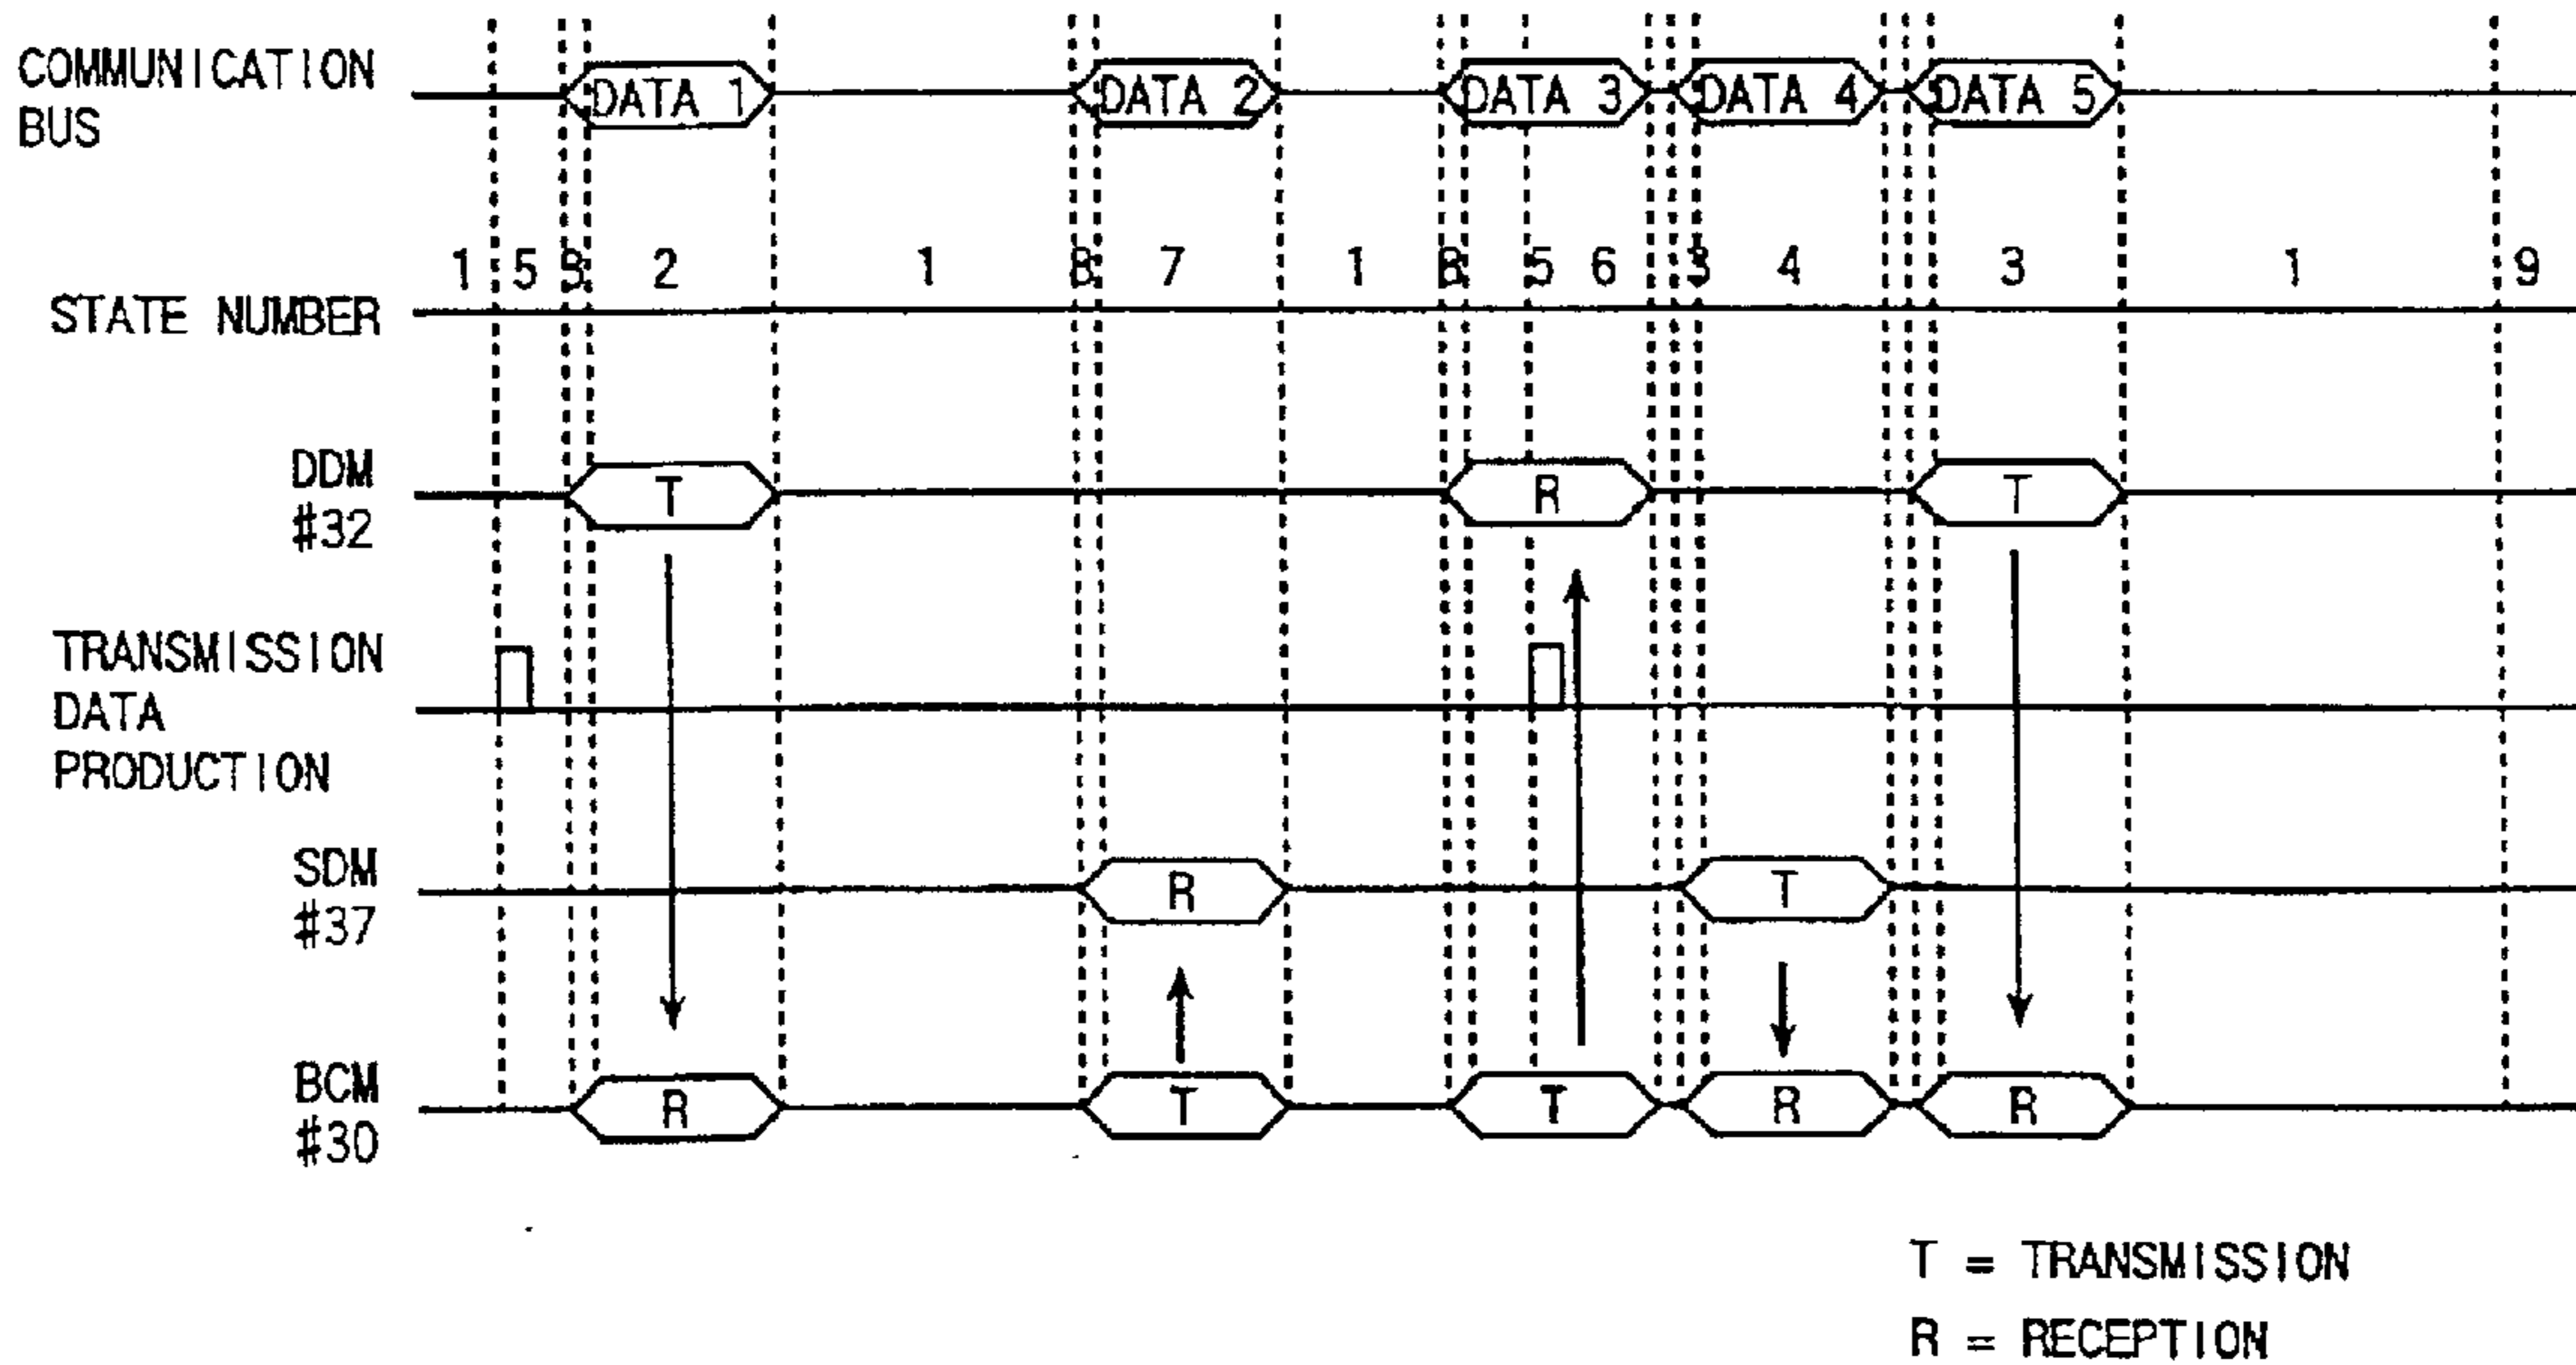 COMMUNICATION
BUS
DATA 1 DATA 2 DATA 3 DATA 4 DATA 5
1 5 2 1 8 7 1 8 5 6 3 4 3 1 9
STATE NUMBER
DDM
#32
T R T
TRANSMISSION
DATA
PRODUCTION
SDM
#37
R T
BCM
#30
R T T R R
T = TRANSMISSION
R = RECEPTION